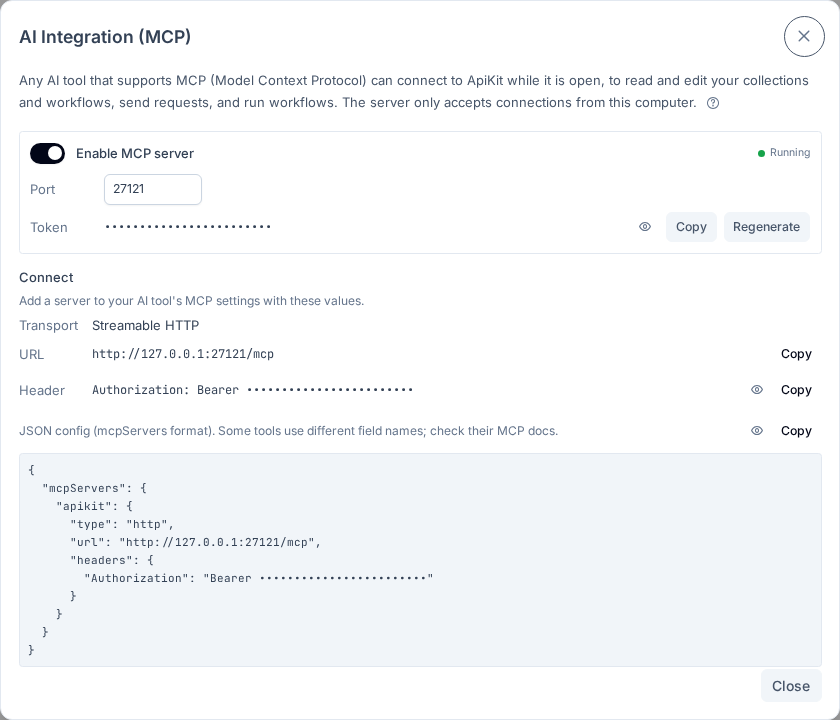 AI Integration (MCP)
Any AI tool that supports MCP (Model Context Protocol) can connect to ApiKit while it is open, to read and edit your collections
and workflows, send requests, and run workflows. The server only accepts connections from this computer.
Enable MCP server
Running
Port 27121
Token •••••••••••••••••••••••• Copy Regenerate
Connect
Add a server to your AI tool's MCP settings with these values.
Transport Streamable HTTP
URL http://127.0.0.1:27121/mcp Copy
Header Authorization: Bearer •••••••••••••••••••••••• Copy
JSON config (mcpServers format). Some tools use different field names; check their MCP docs. Copy
{
  "mcpServers": {
    "apikit": {
      "type": "http",
      "url": "http://127.0.0.1:27121/mcp",
      "headers": {
        "Authorization": "Bearer ••••••••••••••••••••••••"
      }
    }
  }
}
Close